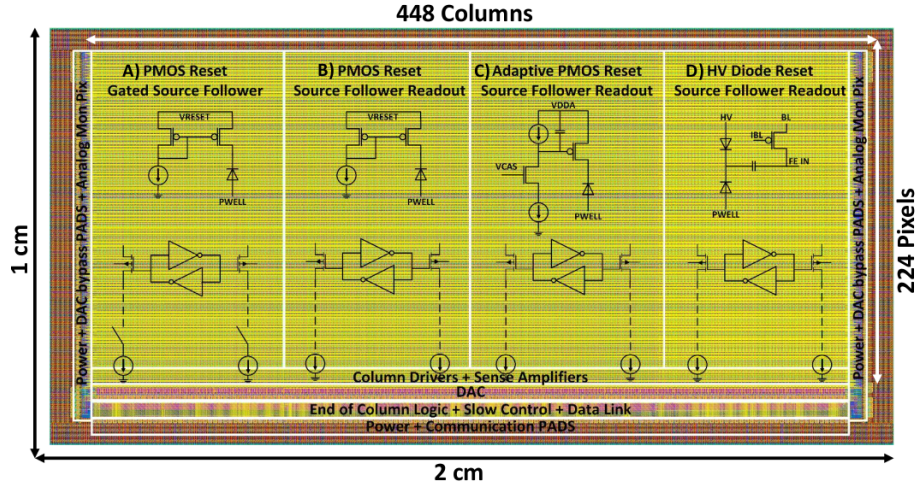 448 Columns
A) PMOS Reset
Gated Source Follower
B) PMOS Reset
Source Follower Readout
C) Adaptive PMOS Reset
Source Follower Readout
D) HV Diode Reset
Source Follower Readout
VRESET
PWELL
VRESET
PWELL
VDDA
VCAS
PWELL
HV
BL
IBL
FE IN
PWELL
Power + DAC bypass PADS + Analog Mon Pix
Power + DAC bypass PADS + Analog Mon Pix
1 cm
224 Pixels
Column Drivers + Sense Amplifiers
DAC
End of Column Logic + Slow Control + Data Link
Power + Communication PADS
2 cm